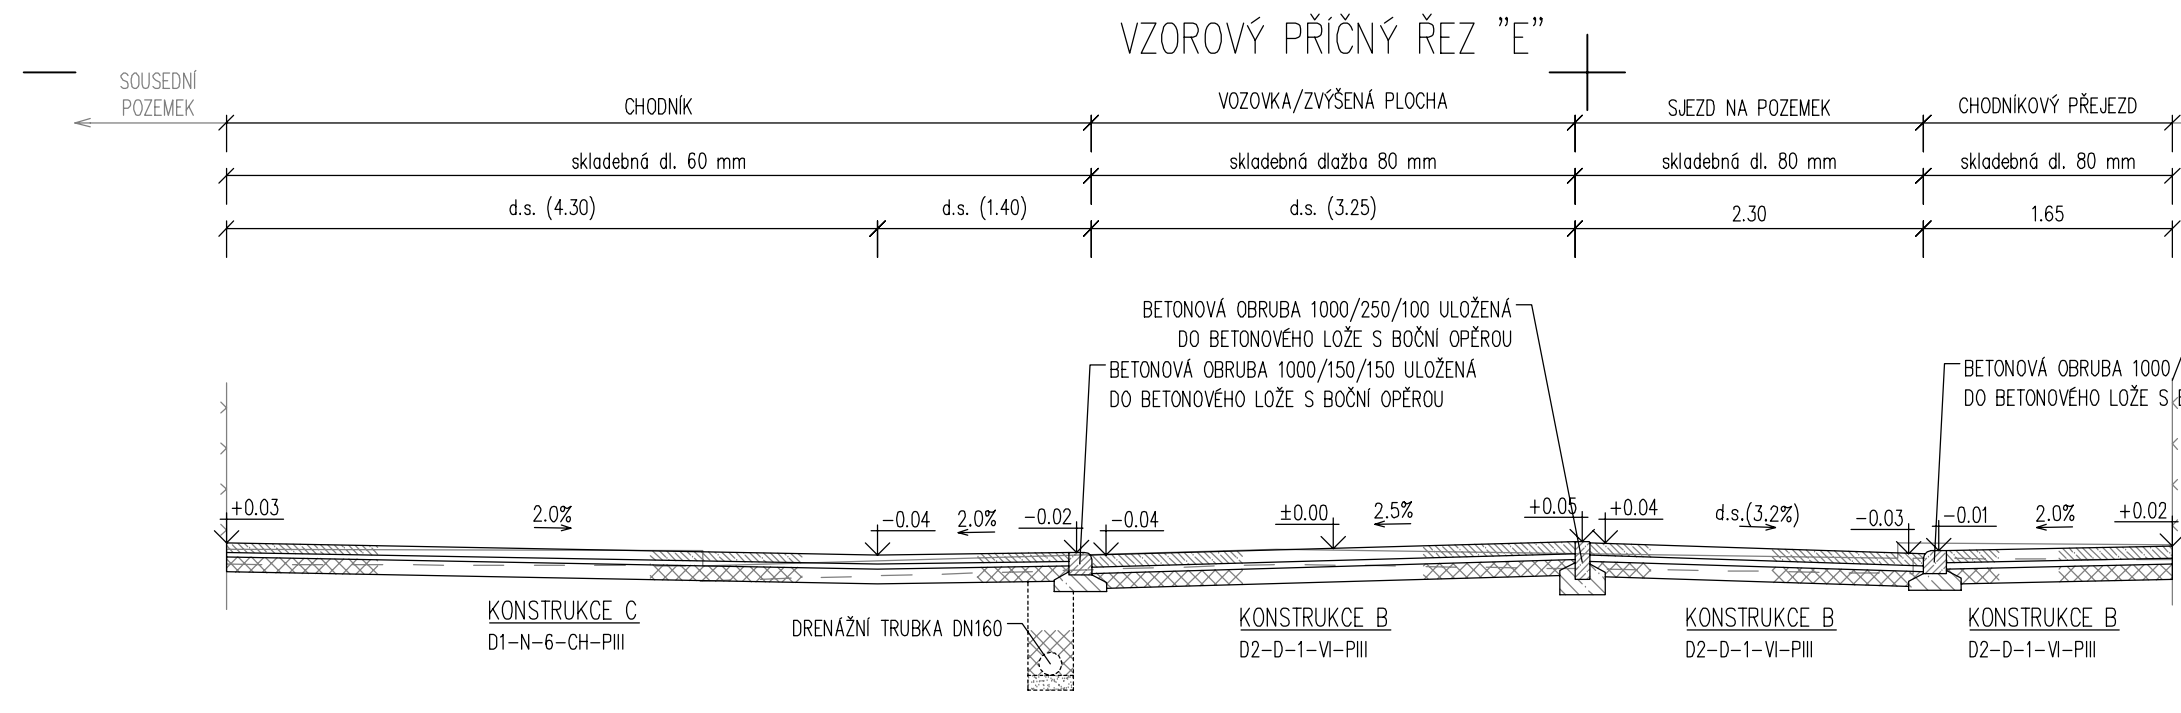 VZOROVÝ PŘÍČNÝ ŘEZ "E"
SOUSEDNÍ
POZEMEK
CHODNÍK
VOZOVKA/ZVÝŠENÁ PLOCHA
SJEZD NA POZEMEK
CHODNÍKOVÝ PŘEJEZD
skladebná dl. 60 mm
skladebná dlažba 80 mm
skladebná dl. 80 mm
skladebná dl. 80 mm
d.s. (4.30)
d.s. (1.40)
d.s. (3.25)
2.30
1.65
BETONOVÁ OBRUBA 1000/250/100 ULOŽENÁ
DO BETONOVÉHO LOŽE S BOČNÍ OPĚROU
BETONOVÁ OBRUBA 1000/150/150 ULOŽENÁ
DO BETONOVÉHO LOŽE S BOČNÍ OPĚROU
BETONOVÁ OBRUBA 1000/
DO BETONOVÉHO LOŽE S
+0.03
2.0%
-0.04
2.0%
-0.02
-0.04
±0.00
2.5%
+0.05
+0.04
d.s.(3.2%)
-0.03
-0.01
2.0%
+0.02
KONSTRUKCE C
D1-N-6-CH-PIII
DRENÁŽNÍ TRUBKA DN160
KONSTRUKCE B
D2-D-1-VI-PIII
KONSTRUKCE B
D2-D-1-VI-PIII
KONSTRUKCE B
D2-D-1-VI-PIII